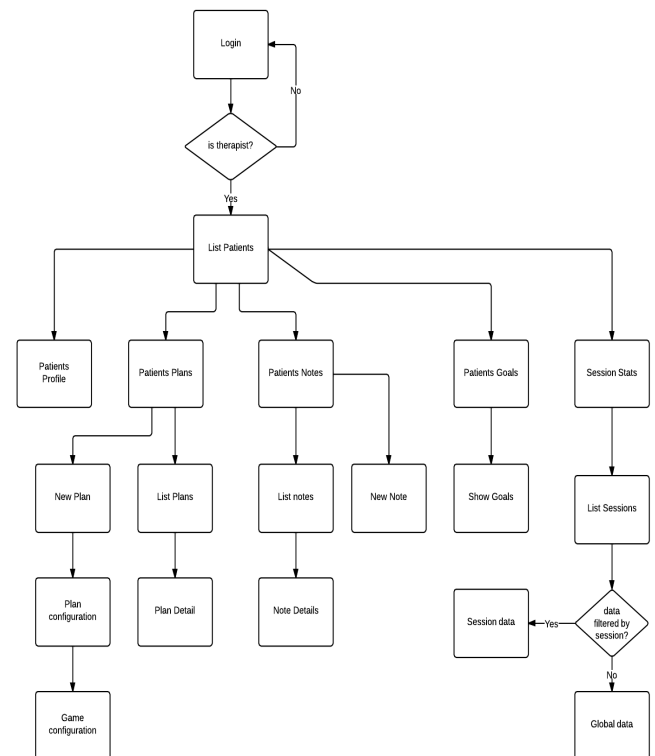 Login
No
is therapist?
Yes
List Patients
Patients
Profile
Patients Plans
Patients Notes
Patients Goals
Session Stats
New Plan
List Plans
List notes
New Note
Show Goals
List Sessions
Plan
configuration
Plan Detail
Note Details
Session data
Yes
data
filtered by
session?
No
Game
configuration
Global data